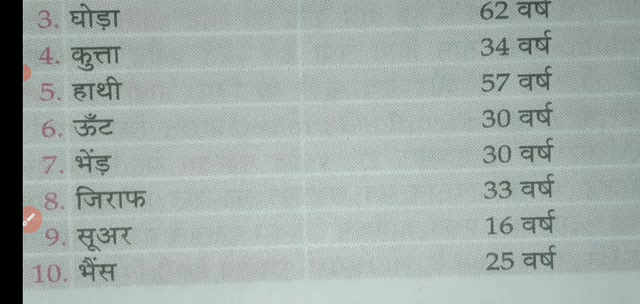 3. घोड़ा 62 वर्ष
4. कुत्ता 34 वर्ष
5. हाथी 57 वर्ष
6. ऊँट 30 वर्ष
7. भेंड़ 30 वर्ष
8. जिराफ 33 वर्ष
9. सूअर 16 वर्ष
10. भैंस 25 वर्ष